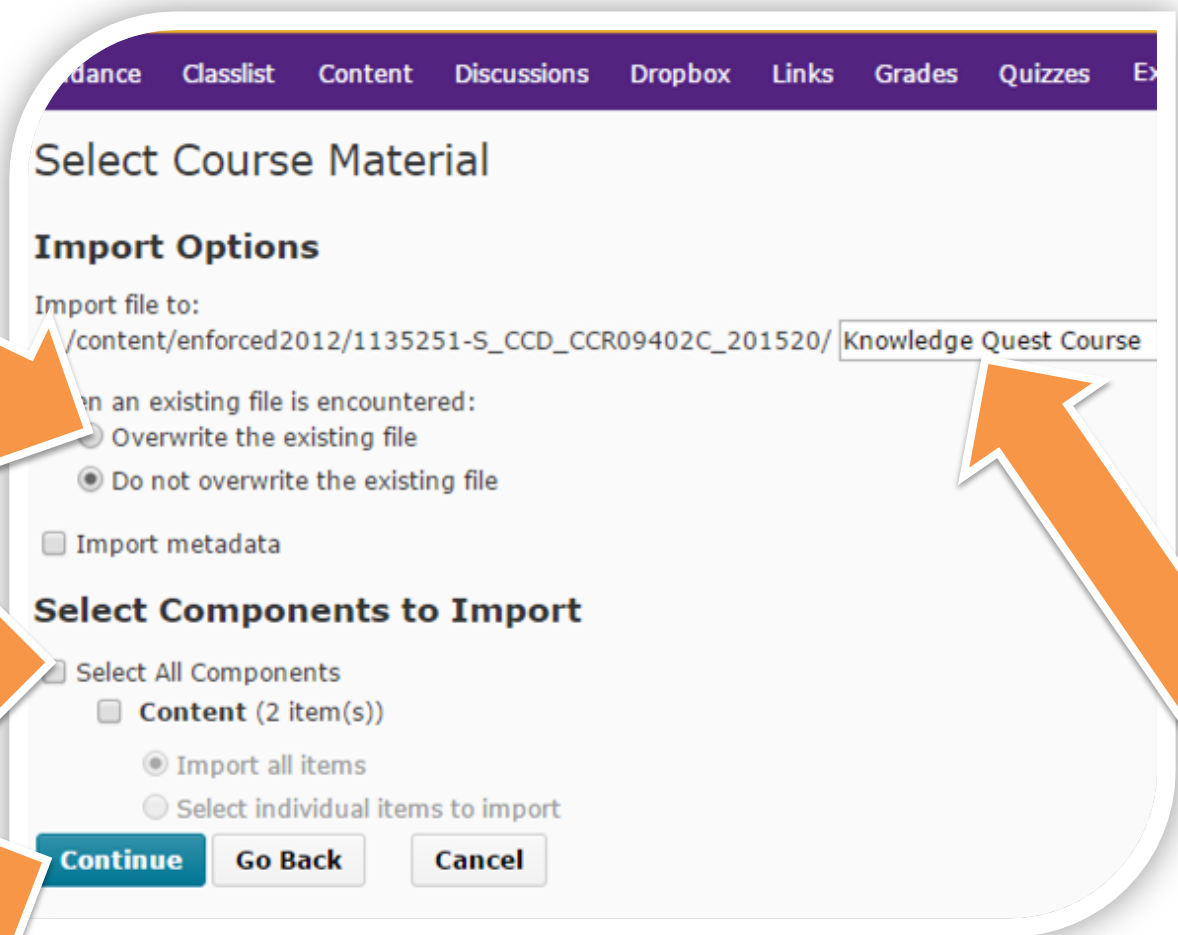 Classlist Content Discussions Dropbox Links Grades Quizzes
Select Course Material
Import Options
Import file to:
/content/enforced2012/1135251-S_CCD_CCR09402C_201520/ Knowledge Quest Course
an existing file is encountered:
Overwrite the existing file
Do not overwrite the existing file
Import metadata
Select Components to Import
Select All Components
Content (2 item(s))
Import all items
Select individual items to import
Continue Go Back Cancel